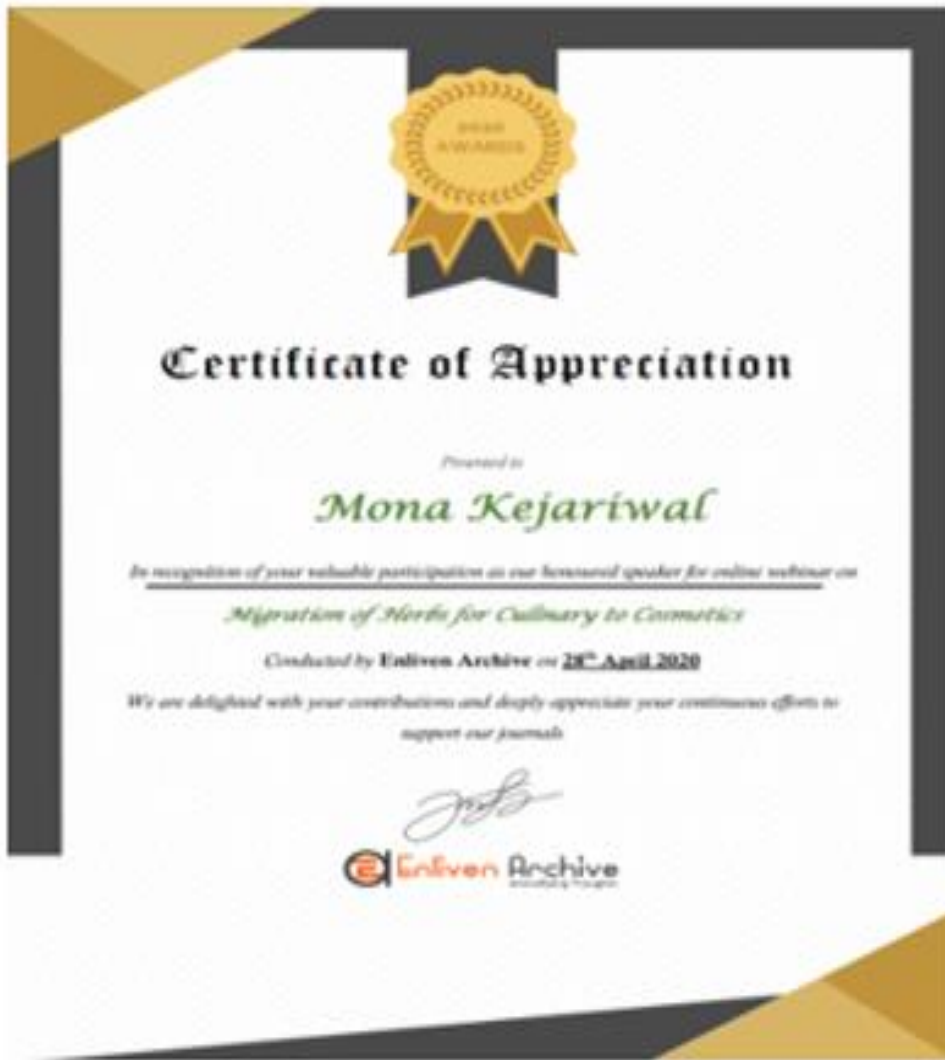 AWARDS
Certificate of Appreciation
Presented to
Mona Kejariwal
In recognition of your valuable participation as our honoured speaker for online webinar on
Migration of Herbs for Culinary to Cosmetics
Conducted by Enliven Archive on 28th April 2020
We are delighted with your contributions and deeply appreciate your continuous efforts to
support our journals
Enliven Archive